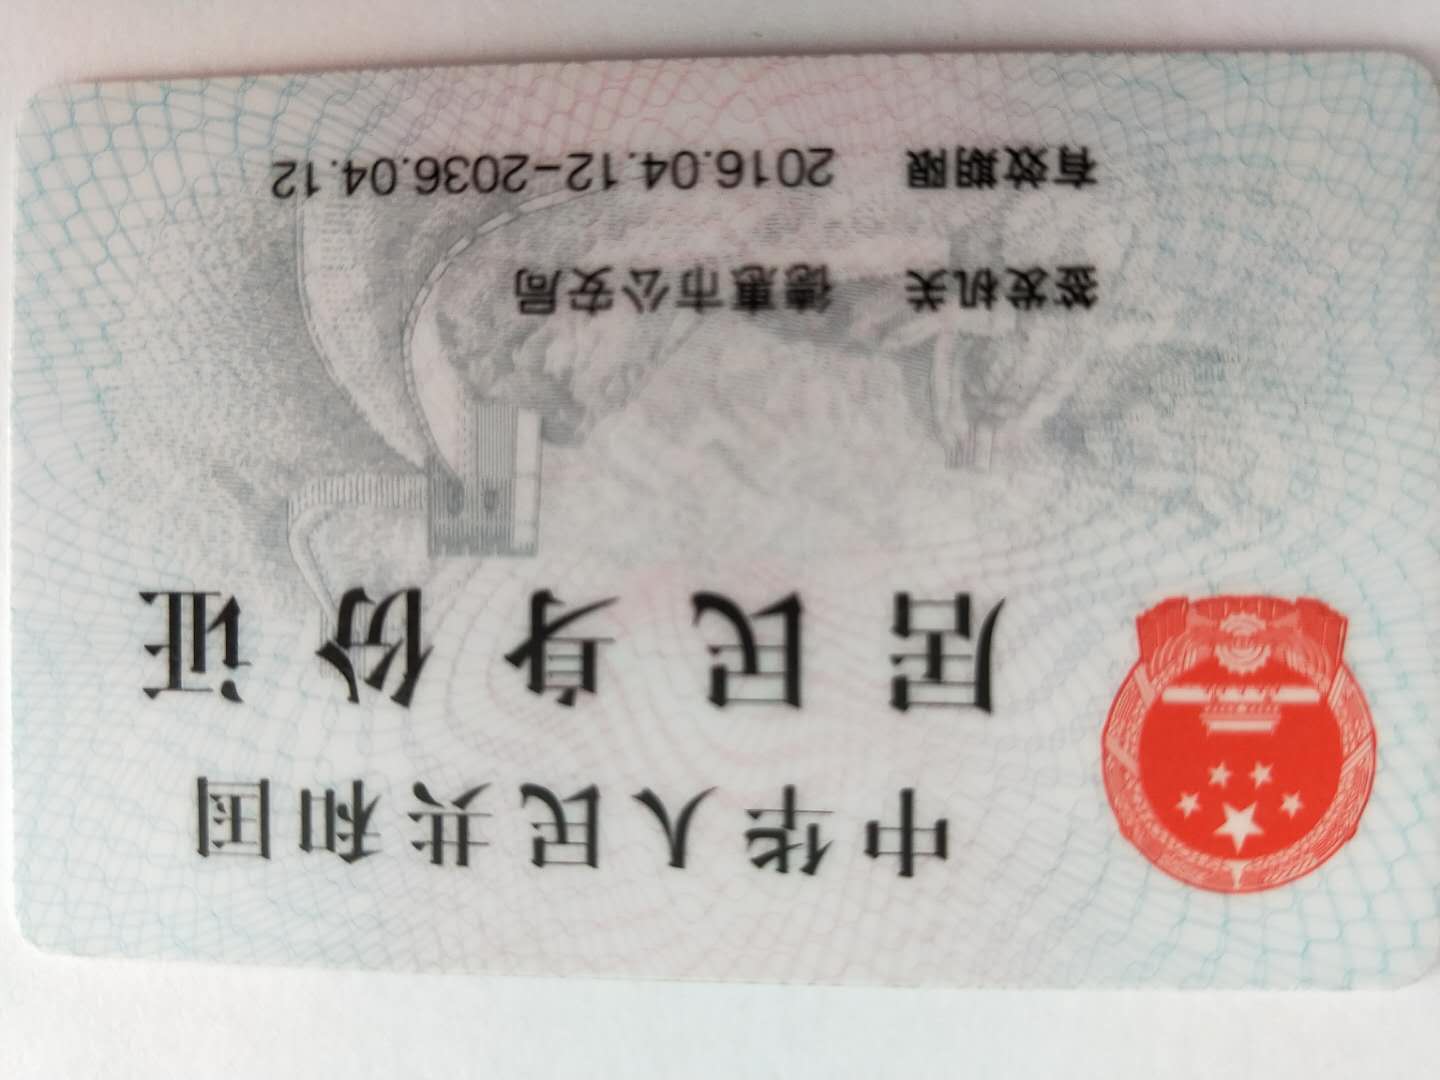 中华人民共和国
居民身份证
签发机关 德惠市公安局
有效期限 2016.04.12-2036.04.12